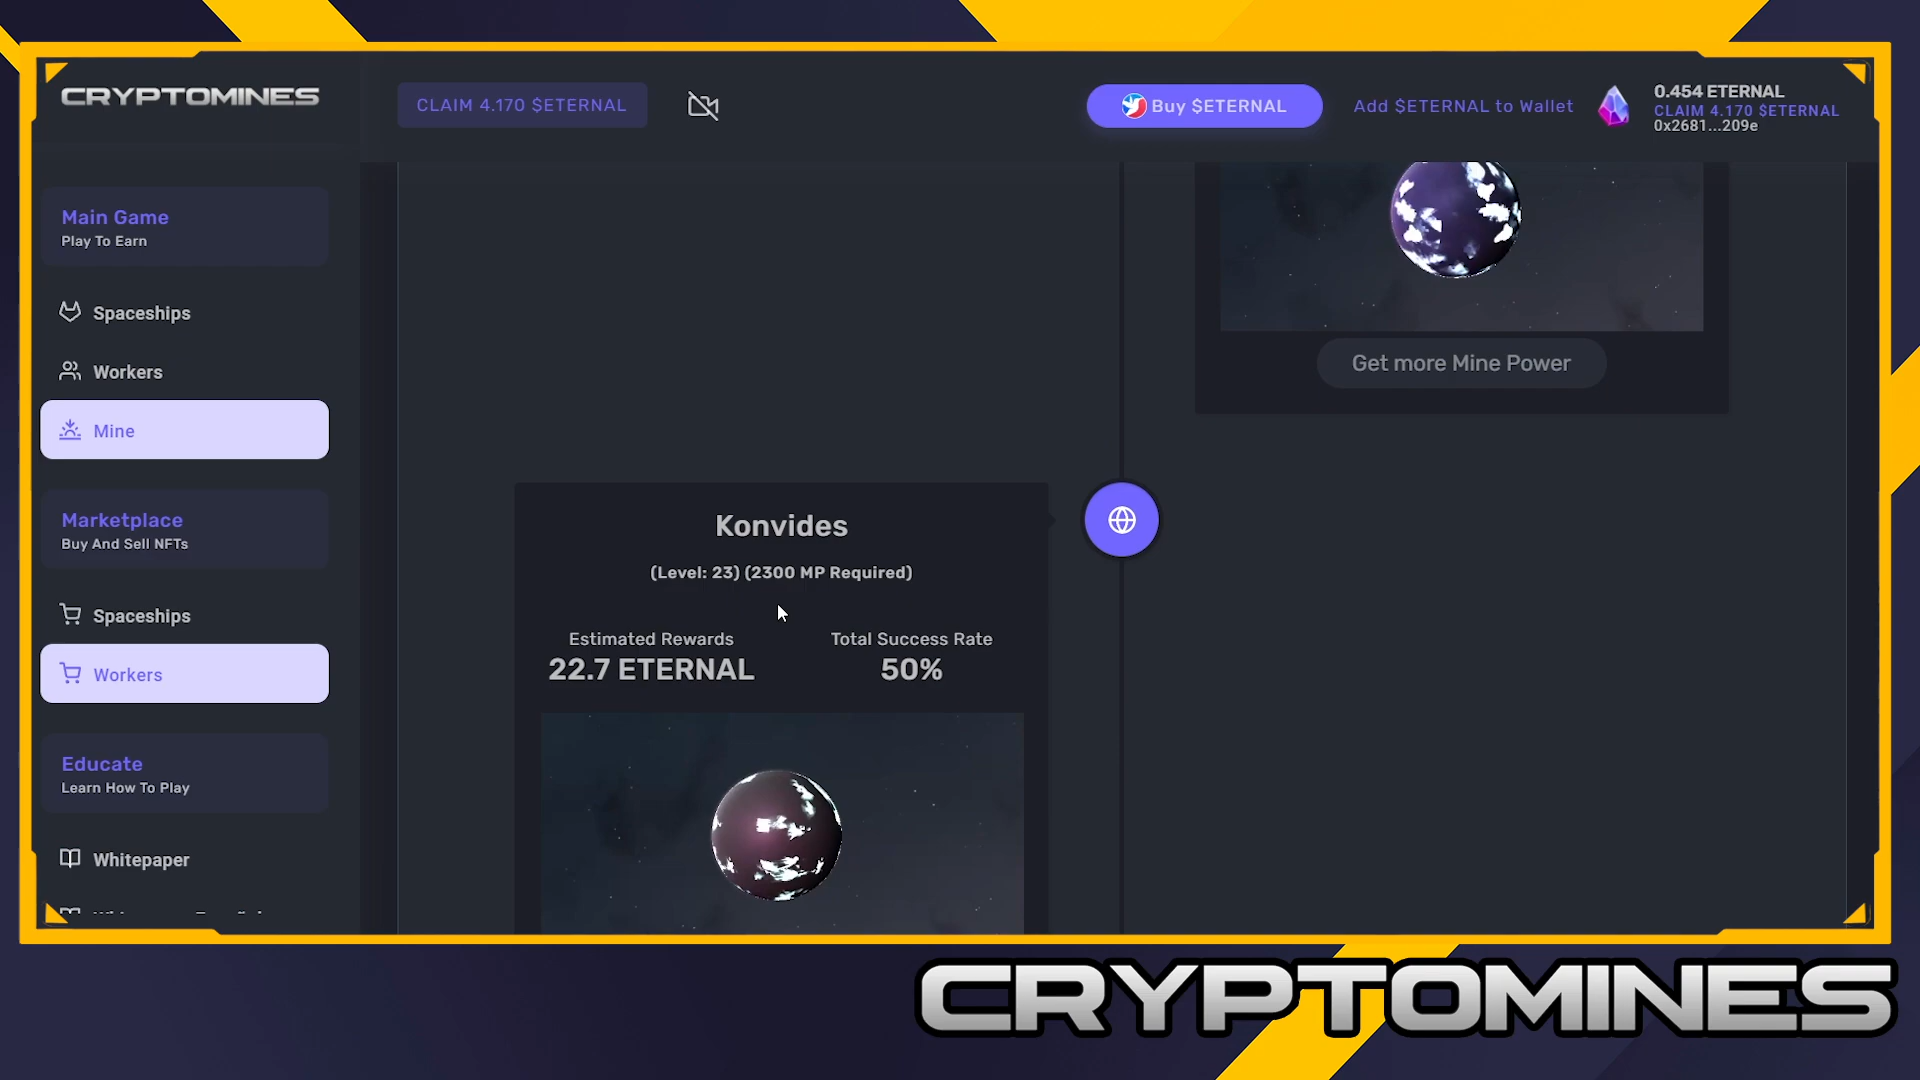 CRYPTOMINES
CLAIM 4.170 $ETERNAL
Buy $ETERNAL
Add $ETERNAL to Wallet
0.454 ETERNAL
CLAIM 4.170 $ETERNAL
0x2681...209e
Main Game
Play To Earn
Spaceships
Workers
Mine
Marketplace
Buy And Sell NFTs
Spaceships
Workers
Educate
Learn How To Play
Whitepaper
Get more Mine Power
Konvides
(Level: 23) (2300 MP Required)
Estimated Rewards
22.7 ETERNAL
Total Success Rate
50%
CRYPTOMINES